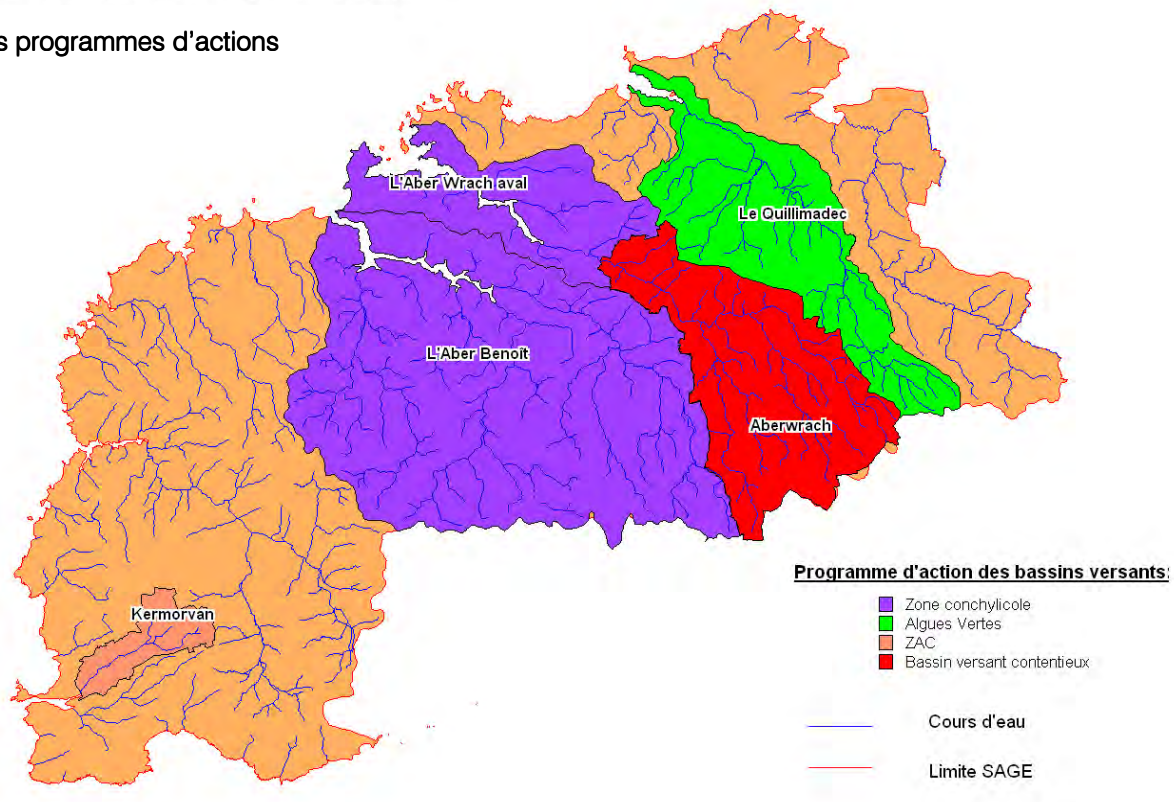 s programmes d'actions
L'Aber Wrach aval
Le Quillimadec
L'Aber Benoît
Aberwrach
Kermorvan
Programme d'action des bassins versants:
Zone conchylicole
Algues Vertes
ZAC
Bassin versant contentieux
Cours d'eau
Limite SAGE